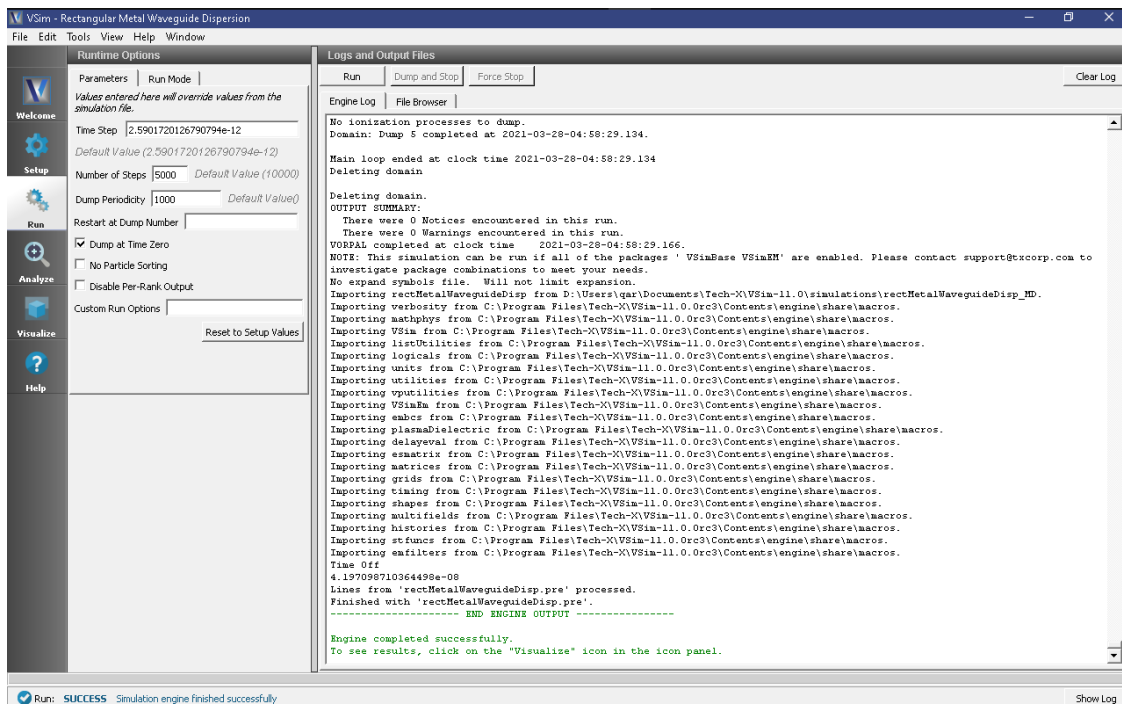 VSim - Rectangular Metal Waveguide Dispersion
File Edit Tools View Help Window
Welcome
Setup
Run
Analyze
Visualize
Help
Runtime Options
Parameters
Run Mode
Values entered here will override values from the
simulation file.
Time Step 2.5901720126790794e-12
Default Value (2.5901720126790794e-12)
Number of Steps 5000 Default Value (10000)
Dump Periodicity 1000 Default Value()
Restart at Dump Number
Dump at Time Zero
No Particle Sorting
Disable Per-Rank Output
Custom Run Options
Reset to Setup Values
Logs and Output Files
Run Dump and Stop Force Stop Clear Log
Engine Log File Browser
No ionization processes to dump.
Domain: Dump 5 completed at 2021-03-28-04:58:29.134.
Main loop ended at clock time 2021-03-28-04:58:29.134
Deleting domain
Deleting domain.
OUTPUT SUMMARY:
There were 0 Notices encountered in this run.
There were 0 Warnings encountered in this run.
VORPAL completed at clock time 2021-03-28-04:58:29.166.
NOTE: This simulation can be run if all of the packages ' VSimBase VSimEM' are enabled. Please contact support@txcorp.com to
investigate package combinations to meet your needs.
No expand symbols file. Will not limit expansion.
Importing rectMetalWaveguideDisp from D:\Users\qar\Documents\Tech-X\VSim-11.0\simulations\rectMetalWaveguideDisp_MD.
Importing verbosity from C:\Program Files\Tech-X\VSim-11.0.0rc3\Contents\engine\share\macros.
Importing mathphys from C:\Program Files\Tech-X\VSim-11.0.0rc3\Contents\engine\share\macros.
Importing VSim from C:\Program Files\Tech-X\VSim-11.0.0rc3\Contents\engine\share\macros.
Importing listUtilities from C:\Program Files\Tech-X\VSim-11.0.0rc3\Contents\engine\share\macros.
Importing logicals from C:\Program Files\Tech-X\VSim-11.0.0rc3\Contents\engine\share\macros.
Importing units from C:\Program Files\Tech-X\VSim-11.0.0rc3\Contents\engine\share\macros.
Importing utilities from C:\Program Files\Tech-X\VSim-11.0.0rc3\Contents\engine\share\macros.
Importing vputilities from C:\Program Files\Tech-X\VSim-11.0.0rc3\Contents\engine\share\macros.
Importing VSimEm from C:\Program Files\Tech-X\VSim-11.0.0rc3\Contents\engine\share\macros.
Importing embcs from C:\Program Files\Tech-X\VSim-11.0.0rc3\Contents\engine\share\macros.
Importing plasmaDielectric from C:\Program Files\Tech-X\VSim-11.0.0rc3\Contents\engine\share\macros.
Importing delayeval from C:\Program Files\Tech-X\VSim-11.0.0rc3\Contents\engine\share\macros.
Importing esmatrix from C:\Program Files\Tech-X\VSim-11.0.0rc3\Contents\engine\share\macros.
Importing matrices from C:\Program Files\Tech-X\VSim-11.0.0rc3\Contents\engine\share\macros.
Importing grids from C:\Program Files\Tech-X\VSim-11.0.0rc3\Contents\engine\share\macros.
Importing timing from C:\Program Files\Tech-X\VSim-11.0.0rc3\Contents\engine\share\macros.
Importing shapes from C:\Program Files\Tech-X\VSim-11.0.0rc3\Contents\engine\share\macros.
Importing multifields from C:\Program Files\Tech-X\VSim-11.0.0rc3\Contents\engine\share\macros.
Importing histories from C:\Program Files\Tech-X\VSim-11.0.0rc3\Contents\engine\share\macros.
Importing stfuncs from C:\Program Files\Tech-X\VSim-11.0.0rc3\Contents\engine\share\macros.
Importing emfilters from C:\Program Files\Tech-X\VSim-11.0.0rc3\Contents\engine\share\macros.
Time Off
4.197098710364498e-08
Lines from 'rectMetalWaveguideDisp.pre' processed.
Finished with 'rectMetalWaveguideDisp.pre'.
-------------------- END ENGINE OUTPUT ---------------
Engine completed successfully.
To see results, click on the "Visualize" icon in the icon panel.
Run: SUCCESS Simulation engine finished successfully
Show Log